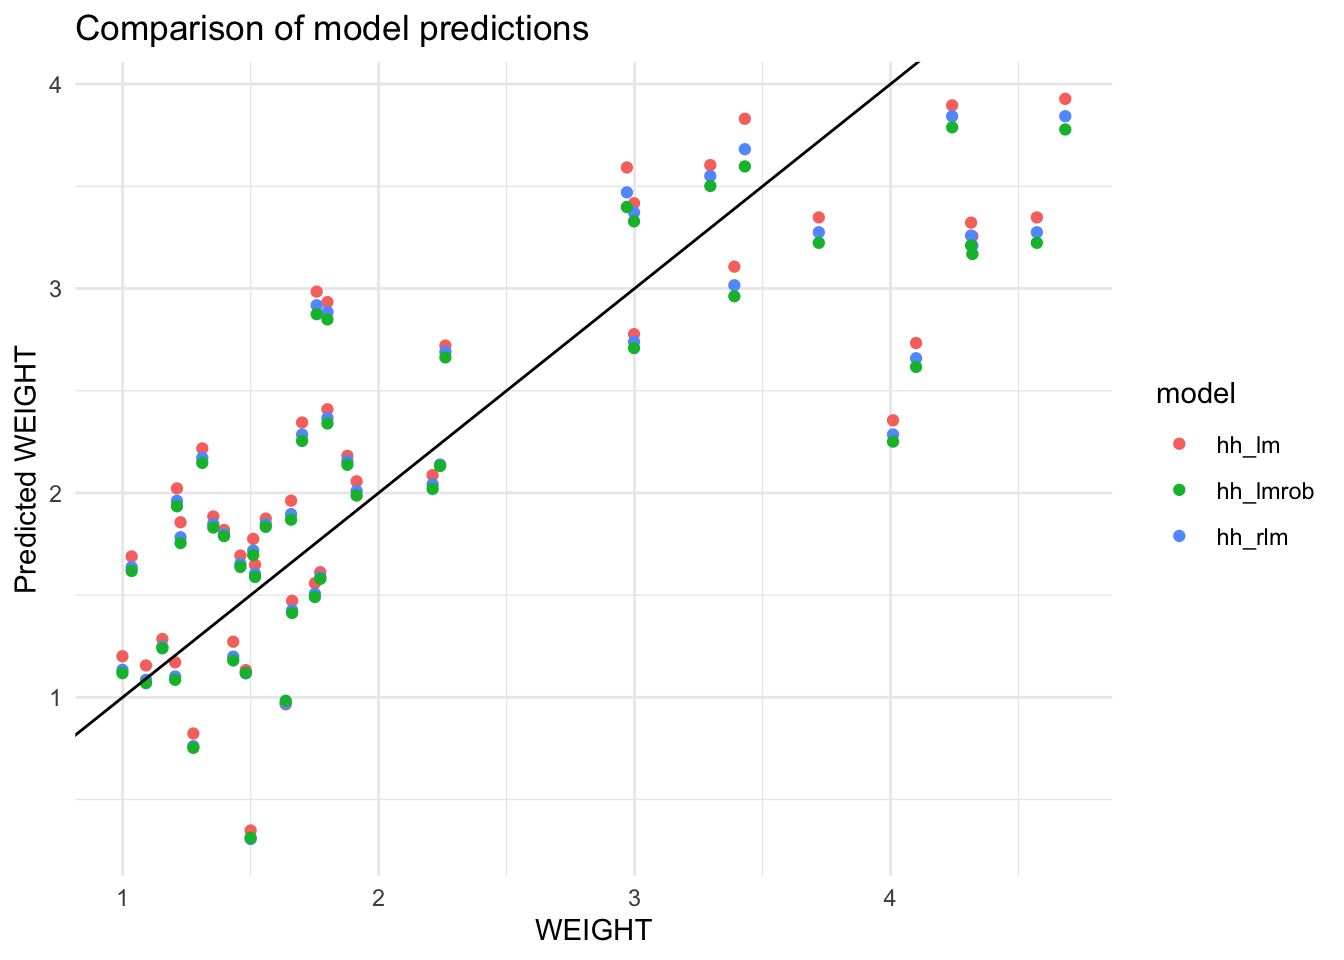 Comparison of model predictions
4
3
2
1
Predicted WEIGHT
1 2 3 4
WEIGHT
model
hh_lm
hh_lmrob
hh_rlm